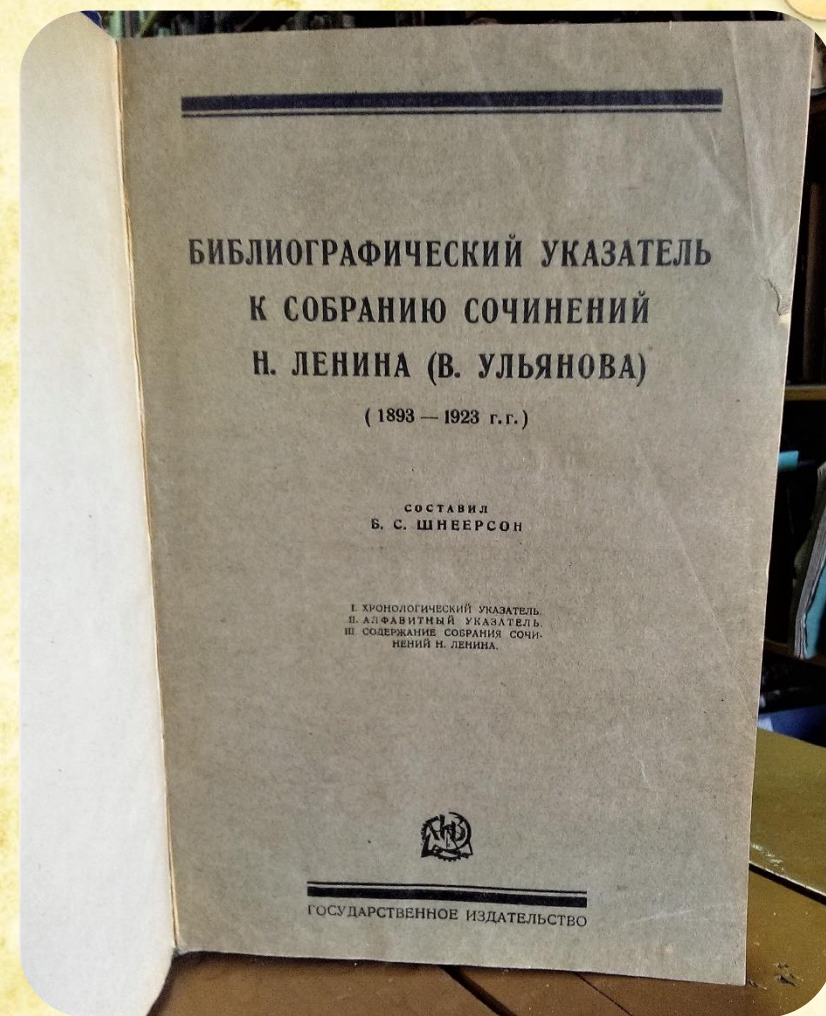 БИБЛИОГРАФИЧЕСКИЙ УКАЗАТЕЛЬ
К СОБРАНИЮ СОЧИНЕНИЙ
Н. ЛЕНИНА (В. УЛЬЯНОВА)
(1893 — 1923 г.г.)
СОСТАВИЛ
Б. С. ШНЕЕРСОН
I. ХРОНОЛОГИЧЕСКИЙ УКАЗАТЕЛЬ.
II. АЛФАВИТНЫЙ УКАЗАТЕЛЬ.
III СОДЕРЖАНИЕ СОБРАНИЯ СОЧИ-
НЕНИЙ Н. ЛЕНИНА.
ГОСУДАРСТВЕННОЕ ИЗДАТЕЛЬСТВО